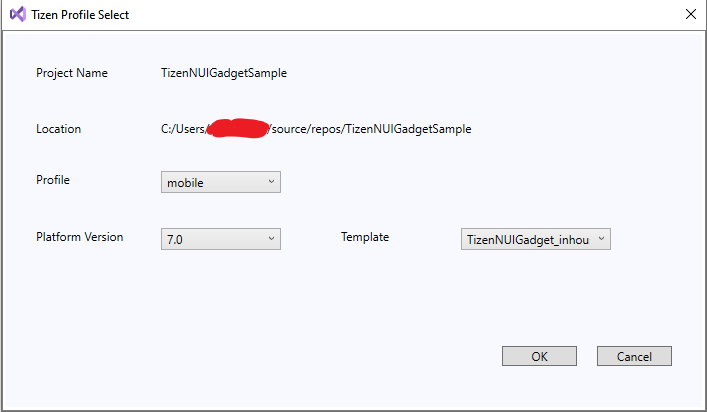 Tizen Profile Select
Project Name TizenNUIGadgetSample
Location C:/Users/ /source/repos/TizenNUIGadgetSample
Profile mobile
Platform Version 7.0 Template TizenNUIGadget_inhou
OK Cancel